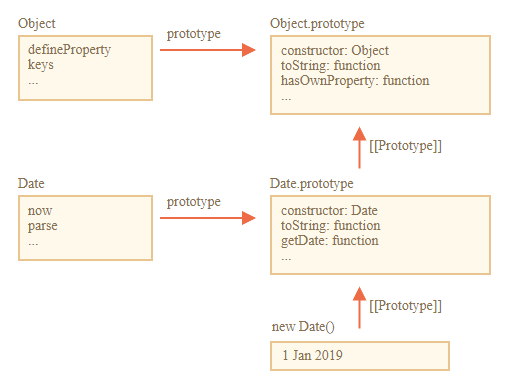 Object
defineProperty
keys
...
prototype
Object.prototype
constructor: Object
toString: function
hasOwnProperty: function
...
[[Prototype]]
Date
now
parse
...
prototype
Date.prototype
constructor: Date
toString: function
getDate: function
...
[[Prototype]]
new Date()
1 Jan 2019